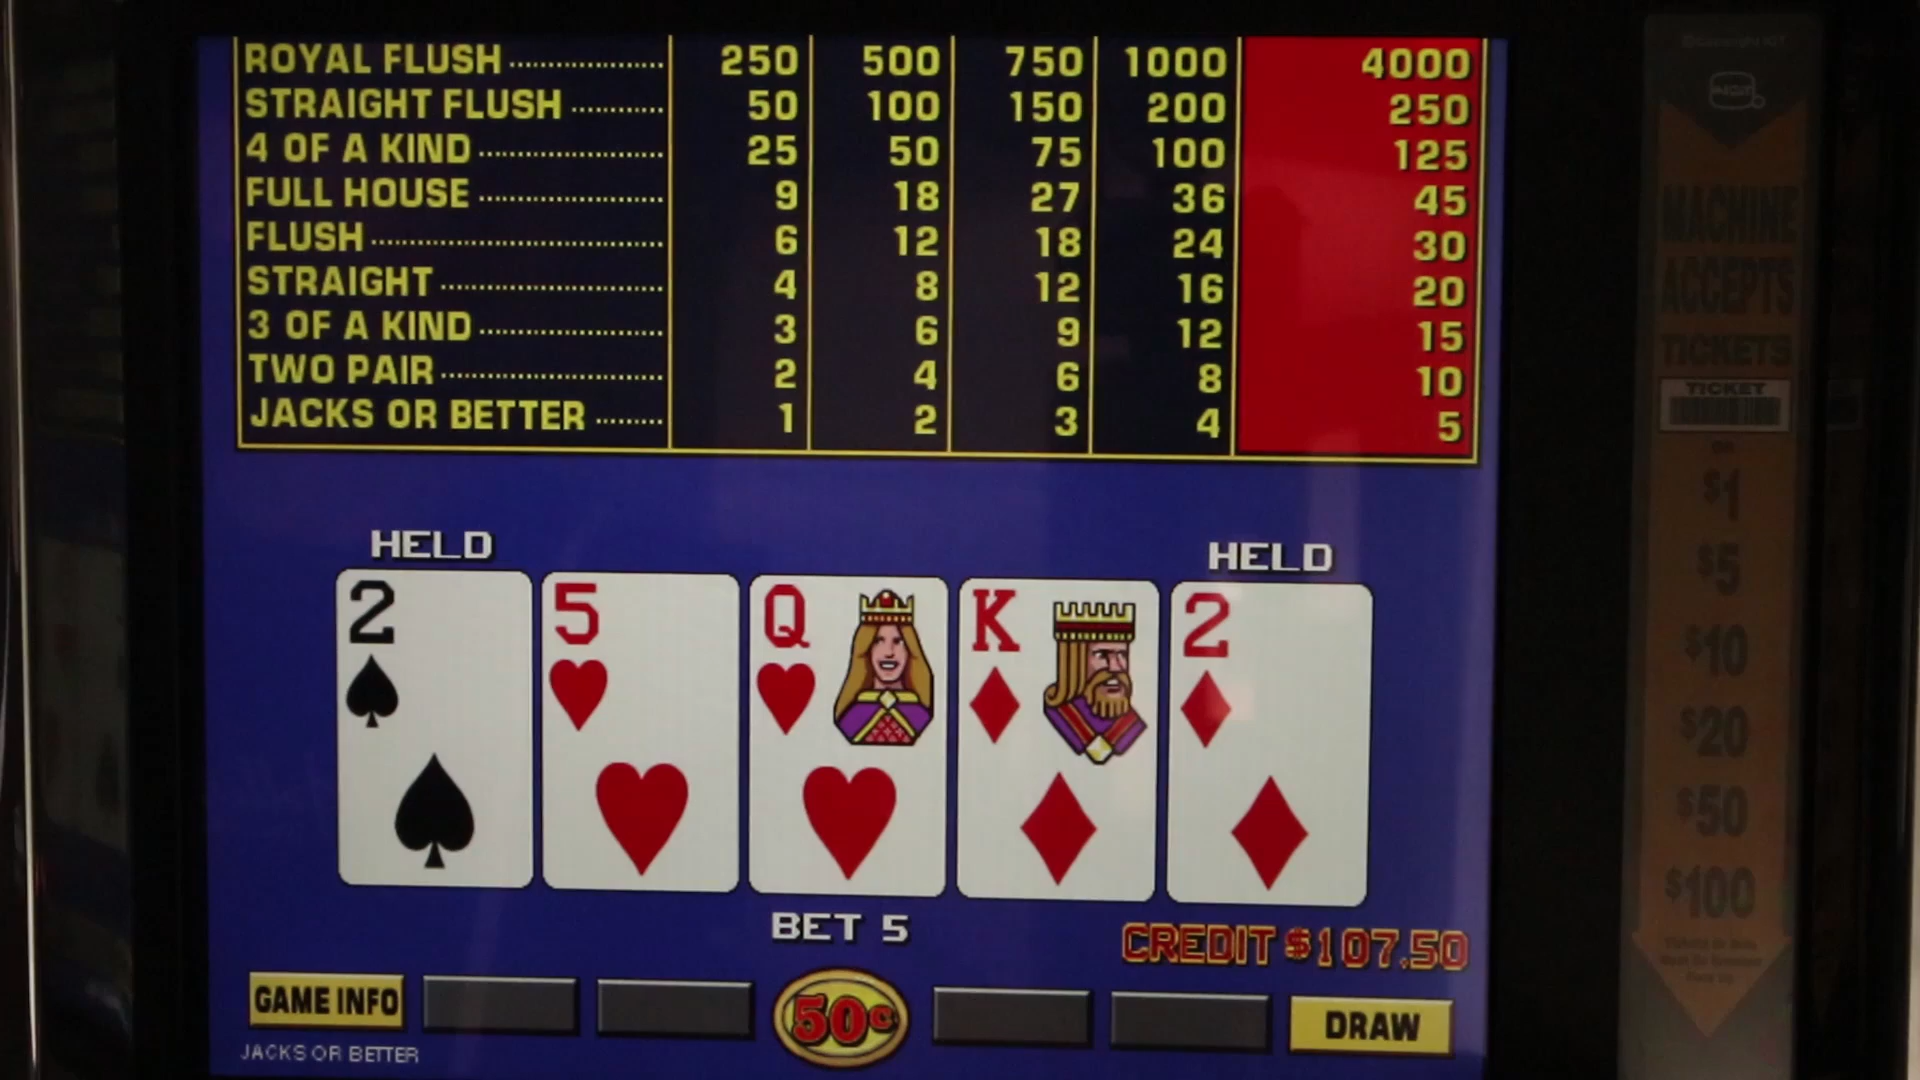 ROYAL FLUSH 250 500 750 1000 4000
STRAIGHT FLUSH 50 100 150 200 250
4 OF A KIND 25 50 75 100 125
FULL HOUSE 9 18 27 36 45
FLUSH 6 12 18 24 30
STRAIGHT 4 8 12 16 20
3 OF A KIND 3 6 9 12 15
TWO PAIR 2 4 6 8 10
JACKS OR BETTER 1 2 3 4 5
HELD HELD
2 5 Q K 2
BET 5
CREDIT $107.50
GAME INFO 50¢ DRAW
JACKS OR BETTER
MACHINE
ACCEPTS
TICKETS
TICKET
OR
$1
$5
$10
$20
$50
$100